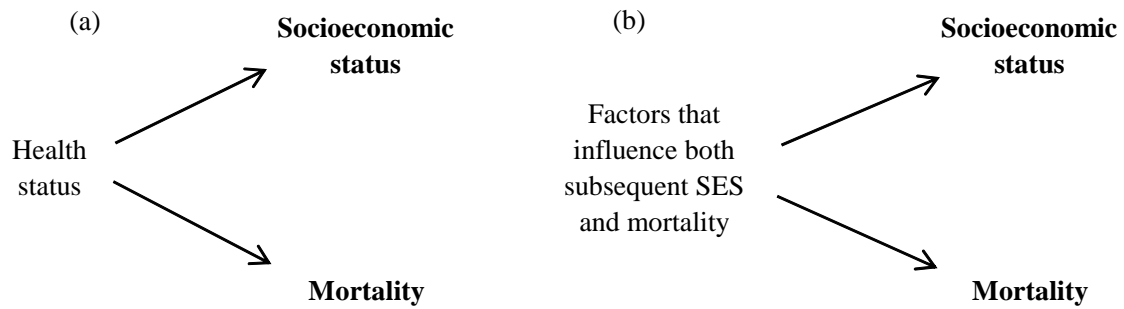 (a)
Socioeconomic
status
Health
status
Mortality
(b)
Socioeconomic
status
Factors that
influence both
subsequent SES
and mortality
Mortality